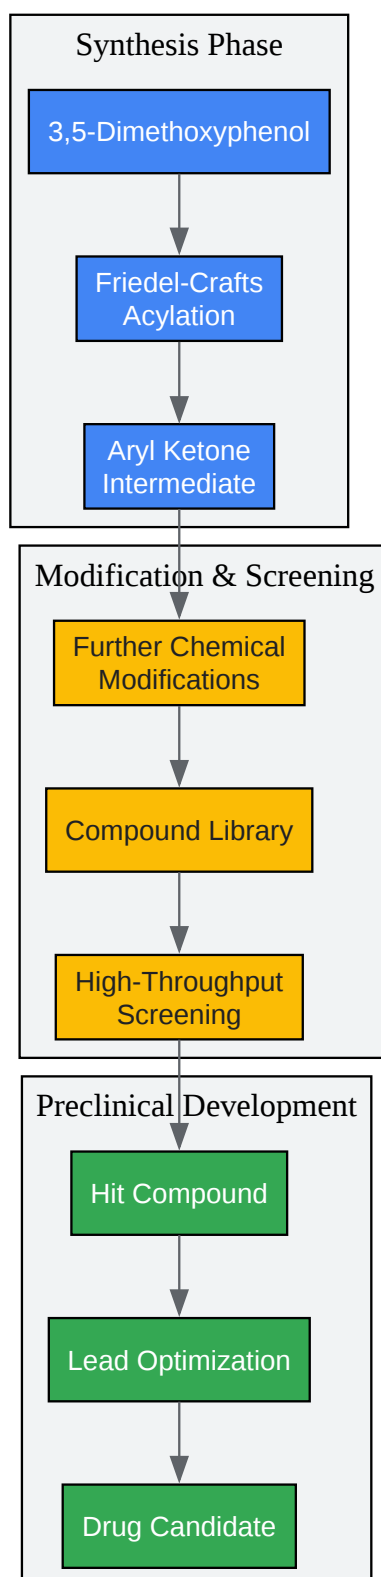 Synthesis Phase
3,5-Dimethoxyphenol
Friedel-Crafts
Acylation
Aryl Ketone
Intermediate
Modification & Screening
Further Chemical
Modifications
Compound Library
High-Throughput
Screening
Preclinical Development
Hit Compound
Lead Optimization
Drug Candidate